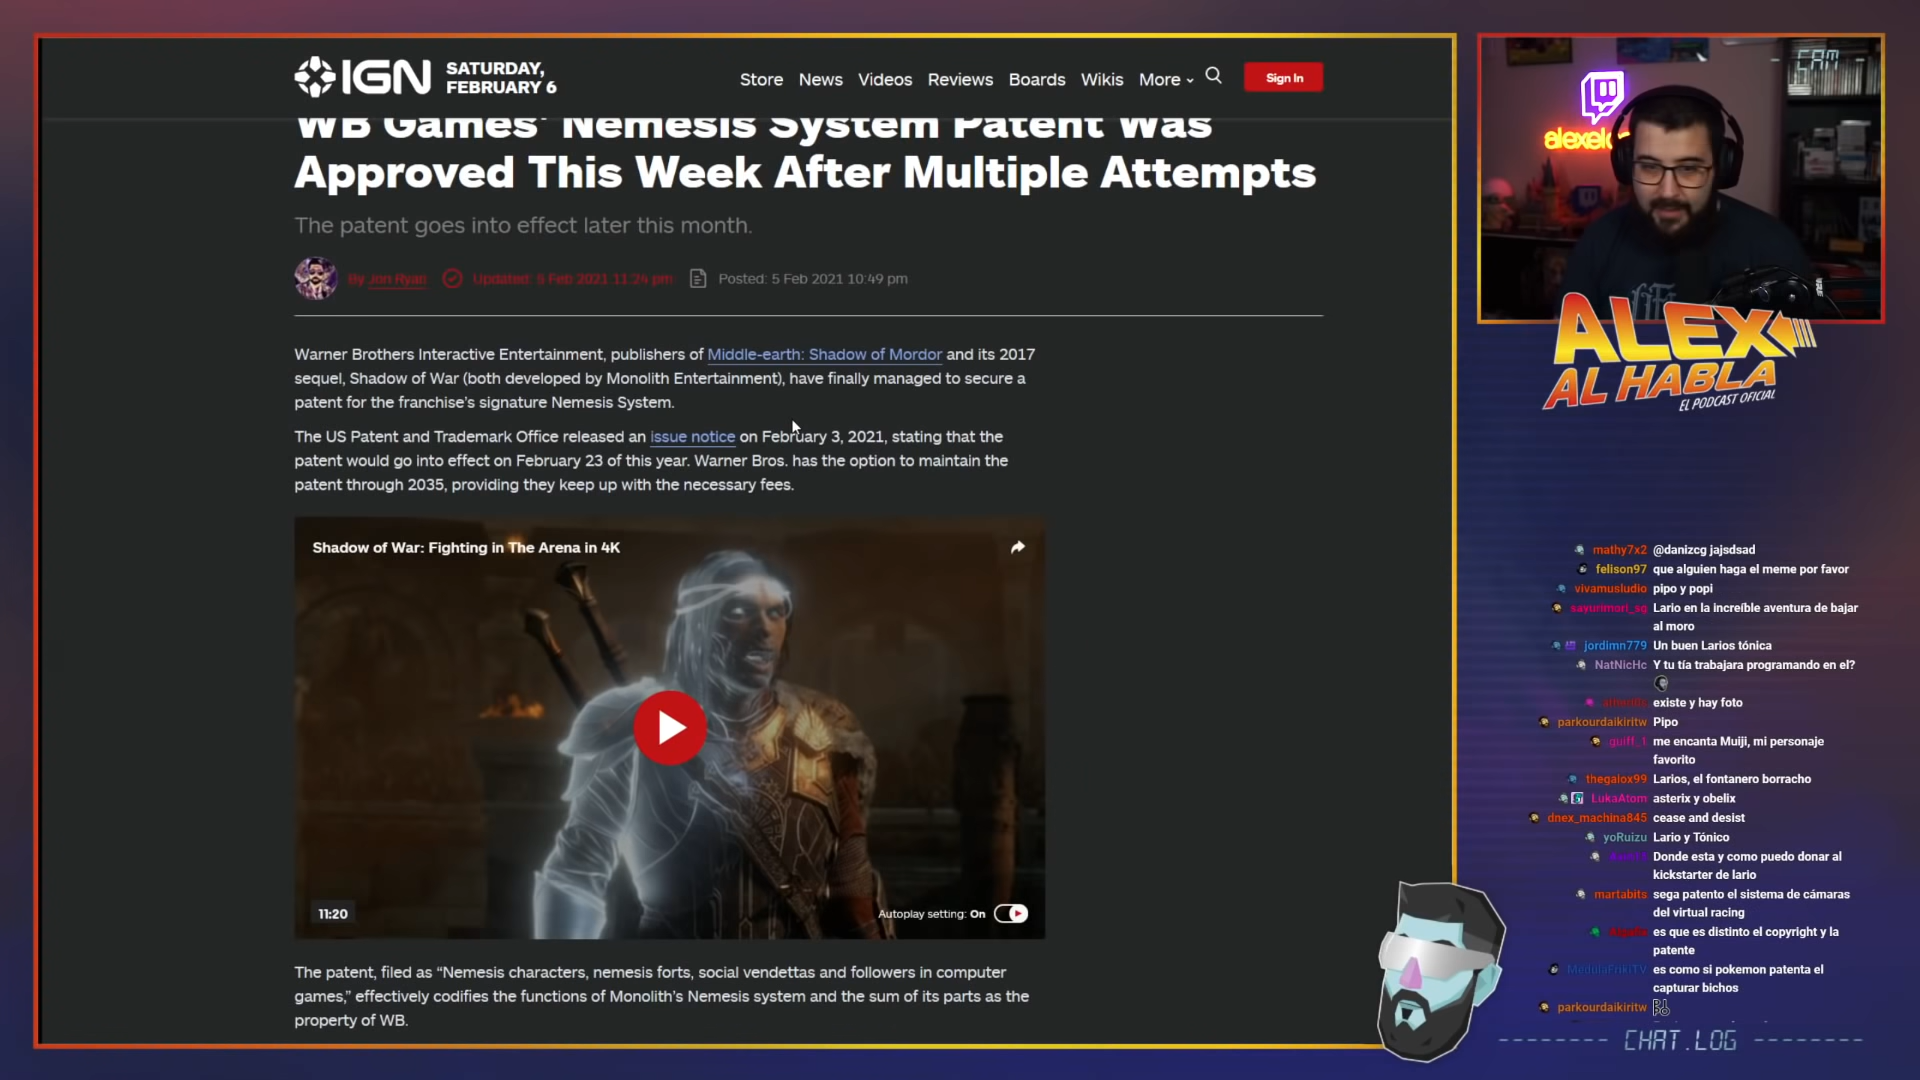 IGN
SATURDAY,
FEBRUARY 6
Store News Videos Reviews Boards Wikis More
Sign In
WB Games' Nemesis System Patent Was
Approved This Week After Multiple Attempts
The patent goes into effect later this month.
By Jon Ryan
Updated: 5 Feb 2021 11:24 pm
Posted: 5 Feb 2021 10:49 pm
Warner Brothers Interactive Entertainment, publishers of Middle-earth: Shadow of Mordor and its 2017
sequel, Shadow of War (both developed by Monolith Entertainment), have finally managed to secure a
patent for the franchise's signature Nemesis System.
The US Patent and Trademark Office released an issue notice on February 3, 2021, stating that the
patent would go into effect on February 23 of this year. Warner Bros. has the option to maintain the
patent through 2035, providing they keep up with the necessary fees.
Shadow of War: Fighting in The Arena in 4K
11:20
Autoplay setting: On
The patent, filed as “Nemesis characters, nemesis forts, social vendettas and followers in computer
games,” effectively codifies the functions of Monolith's Nemesis system and the sum of its parts as the
property of WB.
CAM
ALEX
AL HABLA
EL PODCAST OFICIAL
mathy7x2 @danizcg jajsdsad
felison97 que alguien haga el meme por favor
vivamusludio pipo y popi
sayurimori_sg Lario en la increíble aventura de bajar
al moro
jordimn779 Un buen Larios tónica
NatNicHc Y tu tía trabajara programando en el?
existe y hay foto
parkourdaikiritw Pipo
guiff_1 me encanta Muiji, mi personaje
favorito
thegaiox99 Larios, el fontanero borracho
LukaAtom asterix y obelix
dnex_machina845 cease and desist
yoRuizu Lario y Tónico
Donde esta y como puedo donar al
kickstarter de lario
martabits sega patento el sistema de cámaras
del virtual racing
es que es distinto el copyright y la
patente
MedulaFrikiTV es como si pokemon patenta el
capturar bichos
parkourdaikiritw
CHAT.LOG